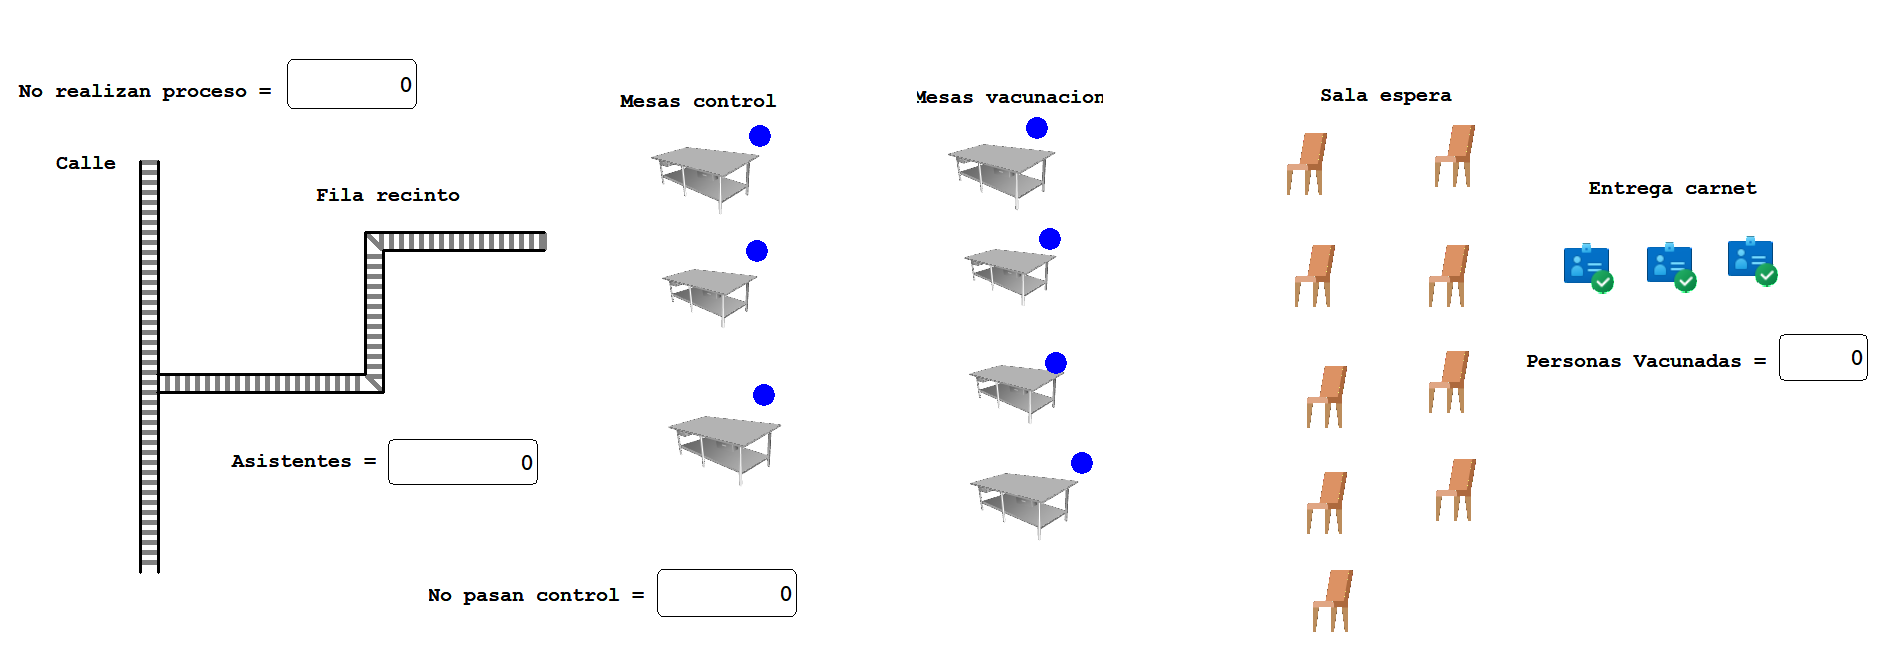 No realizan proceso = 0
Mesas control
Mesas vacunacion
Sala espera
Calle
Fila recinto
Entrega carnet
Personas Vacunadas = 0
Asistentes = 0
No pasan control = 0